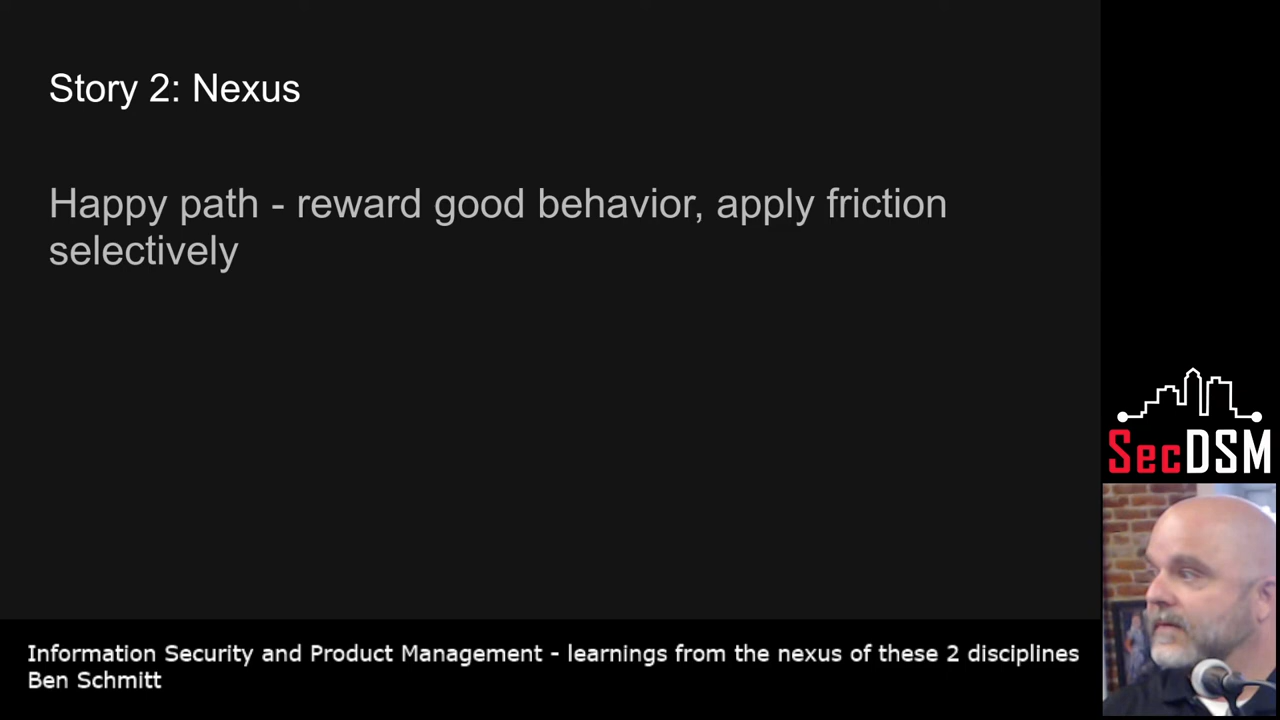 Story 2: Nexus
Happy path - reward good behavior, apply friction
selectively
SecDSM
Information Security and Product Management - learnings from the nexus of these 2 disciplines
Ben Schmitt